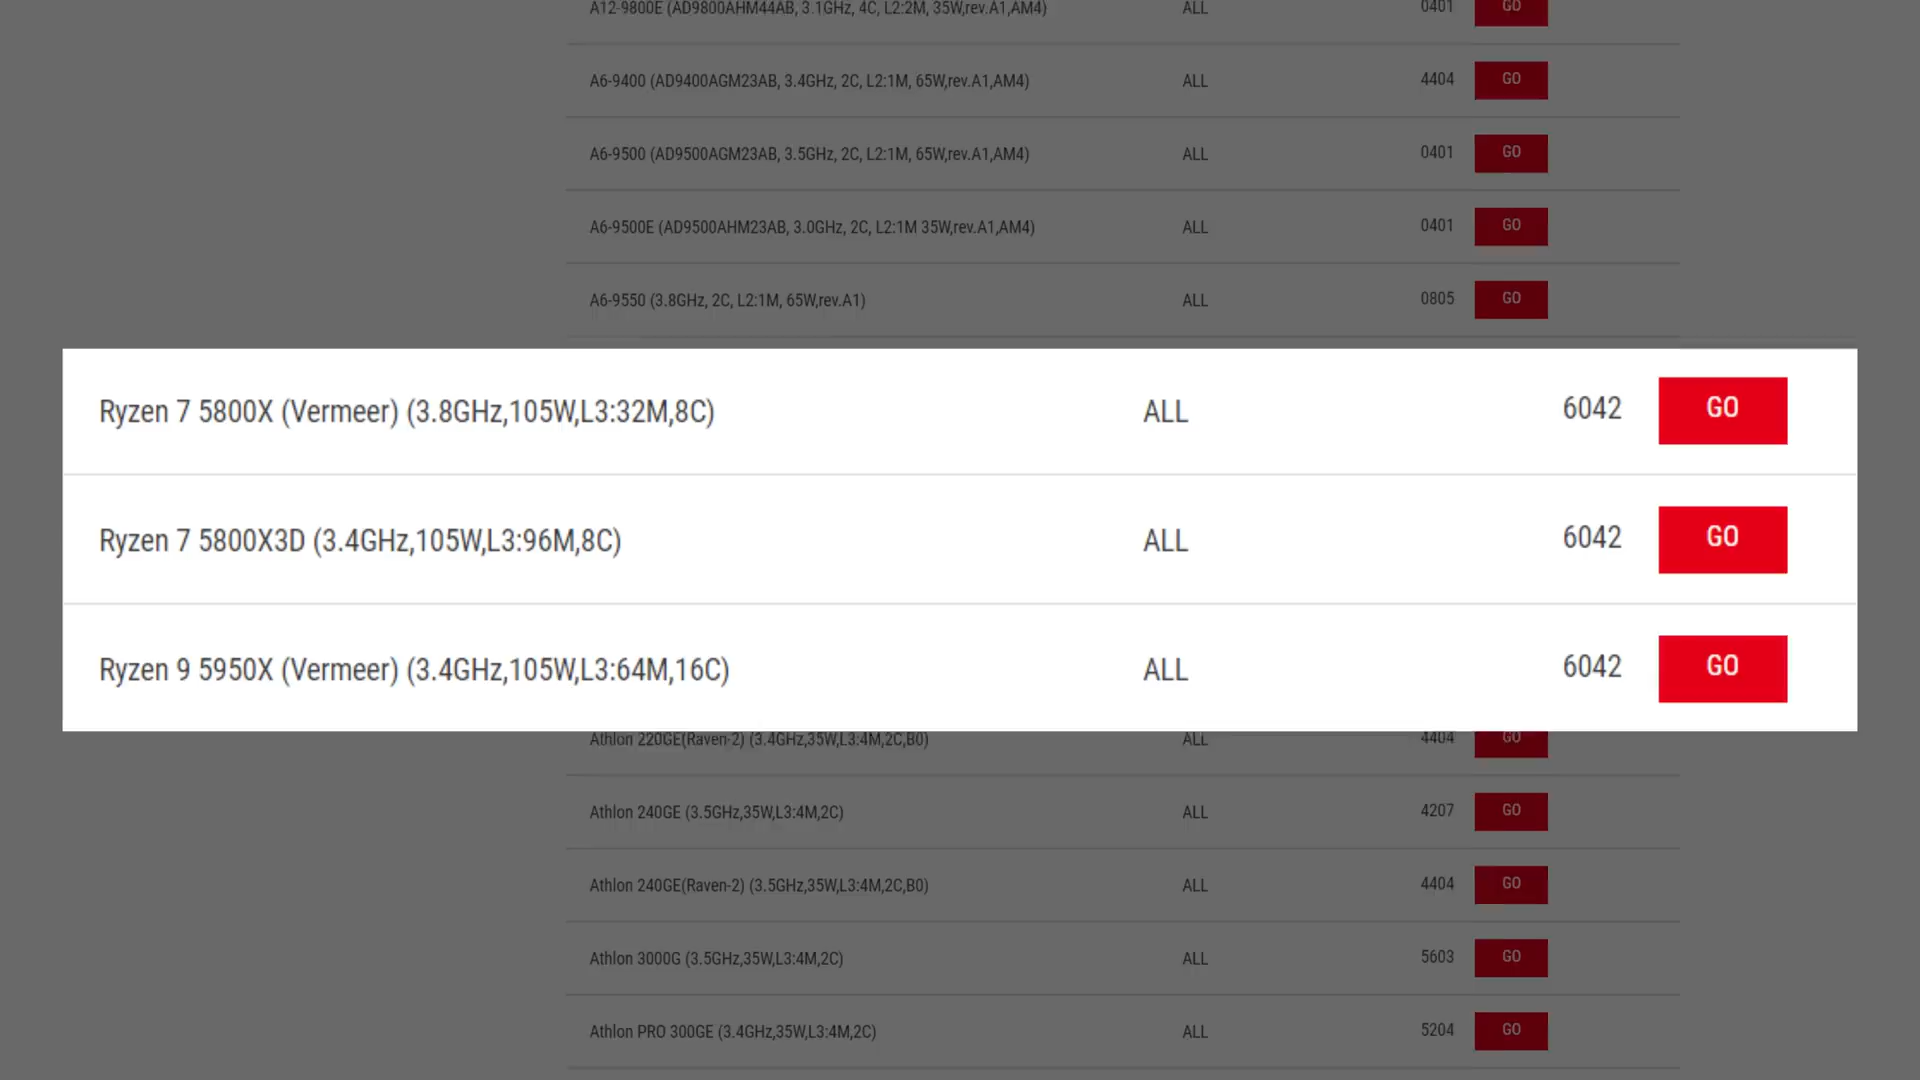 A12-9800E (AD9800AHM44AB, 3.1GHz, 4C, L2:2M, 35W,rev.A1,AM4) ALL 0401 GO
A6-9400 (AD9400AGM23AB, 3.4GHz, 2C, L2:1M, 65W,rev.A1,AM4) ALL 4404 GO
A6-9500 (AD9500AGM23AB, 3.5GHz, 2C, L2:1M, 65W,rev.A1,AM4) ALL 0401 GO
A6-9500E (AD9500AHM23AB, 3.0GHz, 2C, L2:1M 35W,rev.A1,AM4) ALL 0401 GO
A6-9550 (3.8GHz, 2C, L2:1M, 65W,rev.A1) ALL 0805 GO
Ryzen 7 5800X (Vermeer) (3.8GHz,105W,L3:32M,8C) ALL 6042 GO
Ryzen 7 5800X3D (3.4GHz,105W,L3:96M,8C) ALL 6042 GO
Ryzen 9 5950X (Vermeer) (3.4GHz,105W,L3:64M,16C) ALL 6042 GO
Athlon 220GE(Raven-2) (3.4GHz,35W,L3:4M,2C,B0) ALL 4404 GO
Athlon 240GE (3.5GHz,35W,L3:4M,2C) ALL 4207 GO
Athlon 240GE(Raven-2) (3.5GHz,35W,L3:4M,2C,B0) ALL 4404 GO
Athlon 3000G (3.5GHz,35W,L3:4M,2C) ALL 5603 GO
Athlon PRO 300GE (3.4GHz,35W,L3:4M,2C) ALL 5204 GO